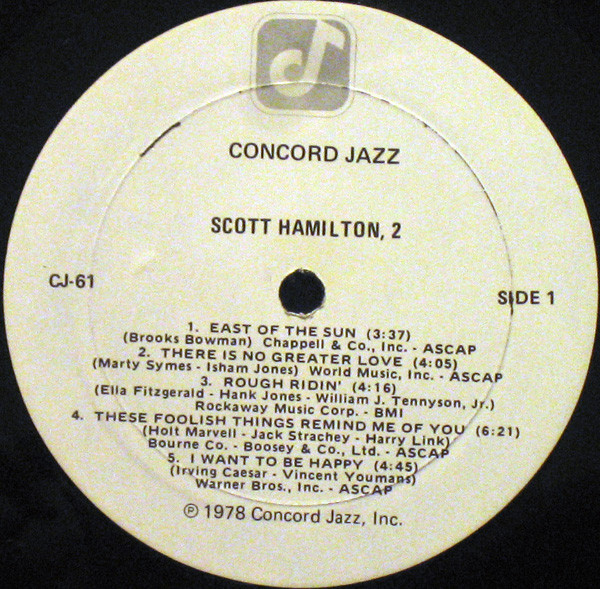 CONCORD JAZZ
SCOTT HAMILTON, 2
CJ-61
SIDE 1
1. EAST OF THE SUN (3:37)
(Brooks Bowman) Chappell & Co., Inc. - ASCAP
2. THERE IS NO GREATER LOVE (4:05)
(Marty Symes - Isham Jones) World Music, Inc. - ASCAP
3. ROUGH RIDIN' (4:16)
(Ella Fitzgerald - Hank Jones - William J. Tennyson, Jr.)
Rockaway Music Corp. - BMI
4. THESE FOOLISH THINGS REMIND ME OF YOU (6:21)
(Holt Marvell - Jack Strachey - Harry Link)
Bourne Co. - Boosey & Co., Ltd. - ASCAP
5. I WANT TO BE HAPPY (4:45)
(Irving Caesar - Vincent Youmans)
Warner Bros., Inc. - ASCAP
℗ 1978 Concord Jazz, Inc.